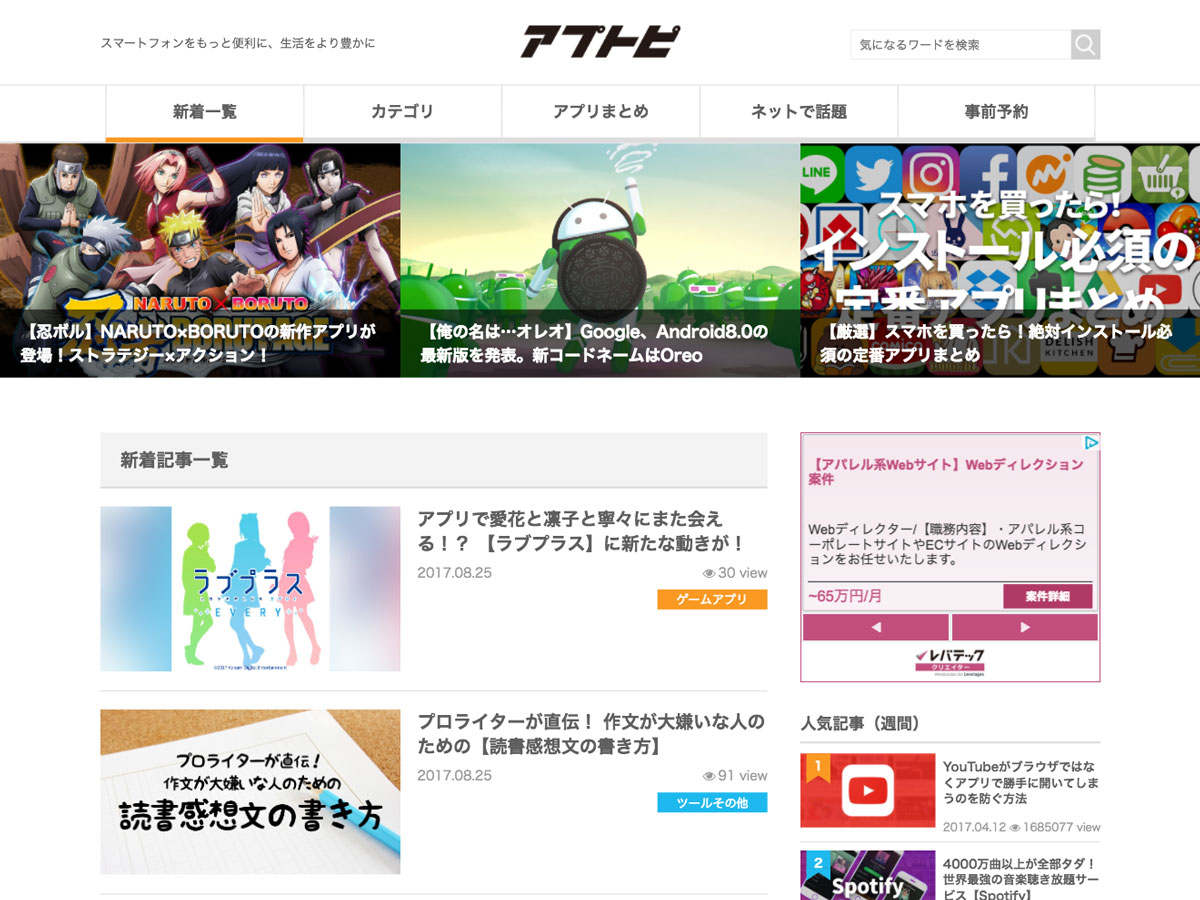 スマートフォンをもっと便利に、生活をより豊かに
アプトピ
気になるワードを検索
新着一覧
カテゴリ
アプリまとめ
ネットで話題
事前予約
NARUTO×BORUTO
【忍ボル】NARUTO×BORUTOの新作アプリが
登場！ストラテジー×アクション！
【俺の名は…オレオ】Google、Android8.0の
最新版を発表。新コードネームはOreo
LINE
スマホを買ったら!
インストール必須の
定番アプリまとめ
COMICO
DELISH
KITCHEN
【厳選】スマホを買ったら！絶対インストール必
須の定番アプリまとめ
新着記事一覧
ラブプラス
EVERY
アプリで愛花と凛子と寧々にまた会え
る！？ 【ラブプラス】に新たな動きが！
2017.08.25
30 view
ゲームアプリ
プロライターが直伝！
作文が大嫌いな人のための
読書感想文の書き方
プロライターが直伝！ 作文が大嫌いな人の
ための【読書感想文の書き方】
2017.08.25
91 view
ツールその他
【アパレル系Webサイト】Webディレクション
案件
Webディレクター/【職務内容】・アパレル系コ
ーポレートサイトやECサイトのWebディレクシ
ョンをお任せいたします。
~65万円/月
案件詳細
レバテック
クリエイター
PRODUCED BY Leverages
人気記事（週間）
1
YouTubeがブラウザではな
くアプリで勝手に開いてしま
うのを防ぐ方法
2017.04.12
1685077 view
2
Spotify
4000万曲以上が全部タダ！
世界最強の音楽聴き放題サー
ビス【Spotify】